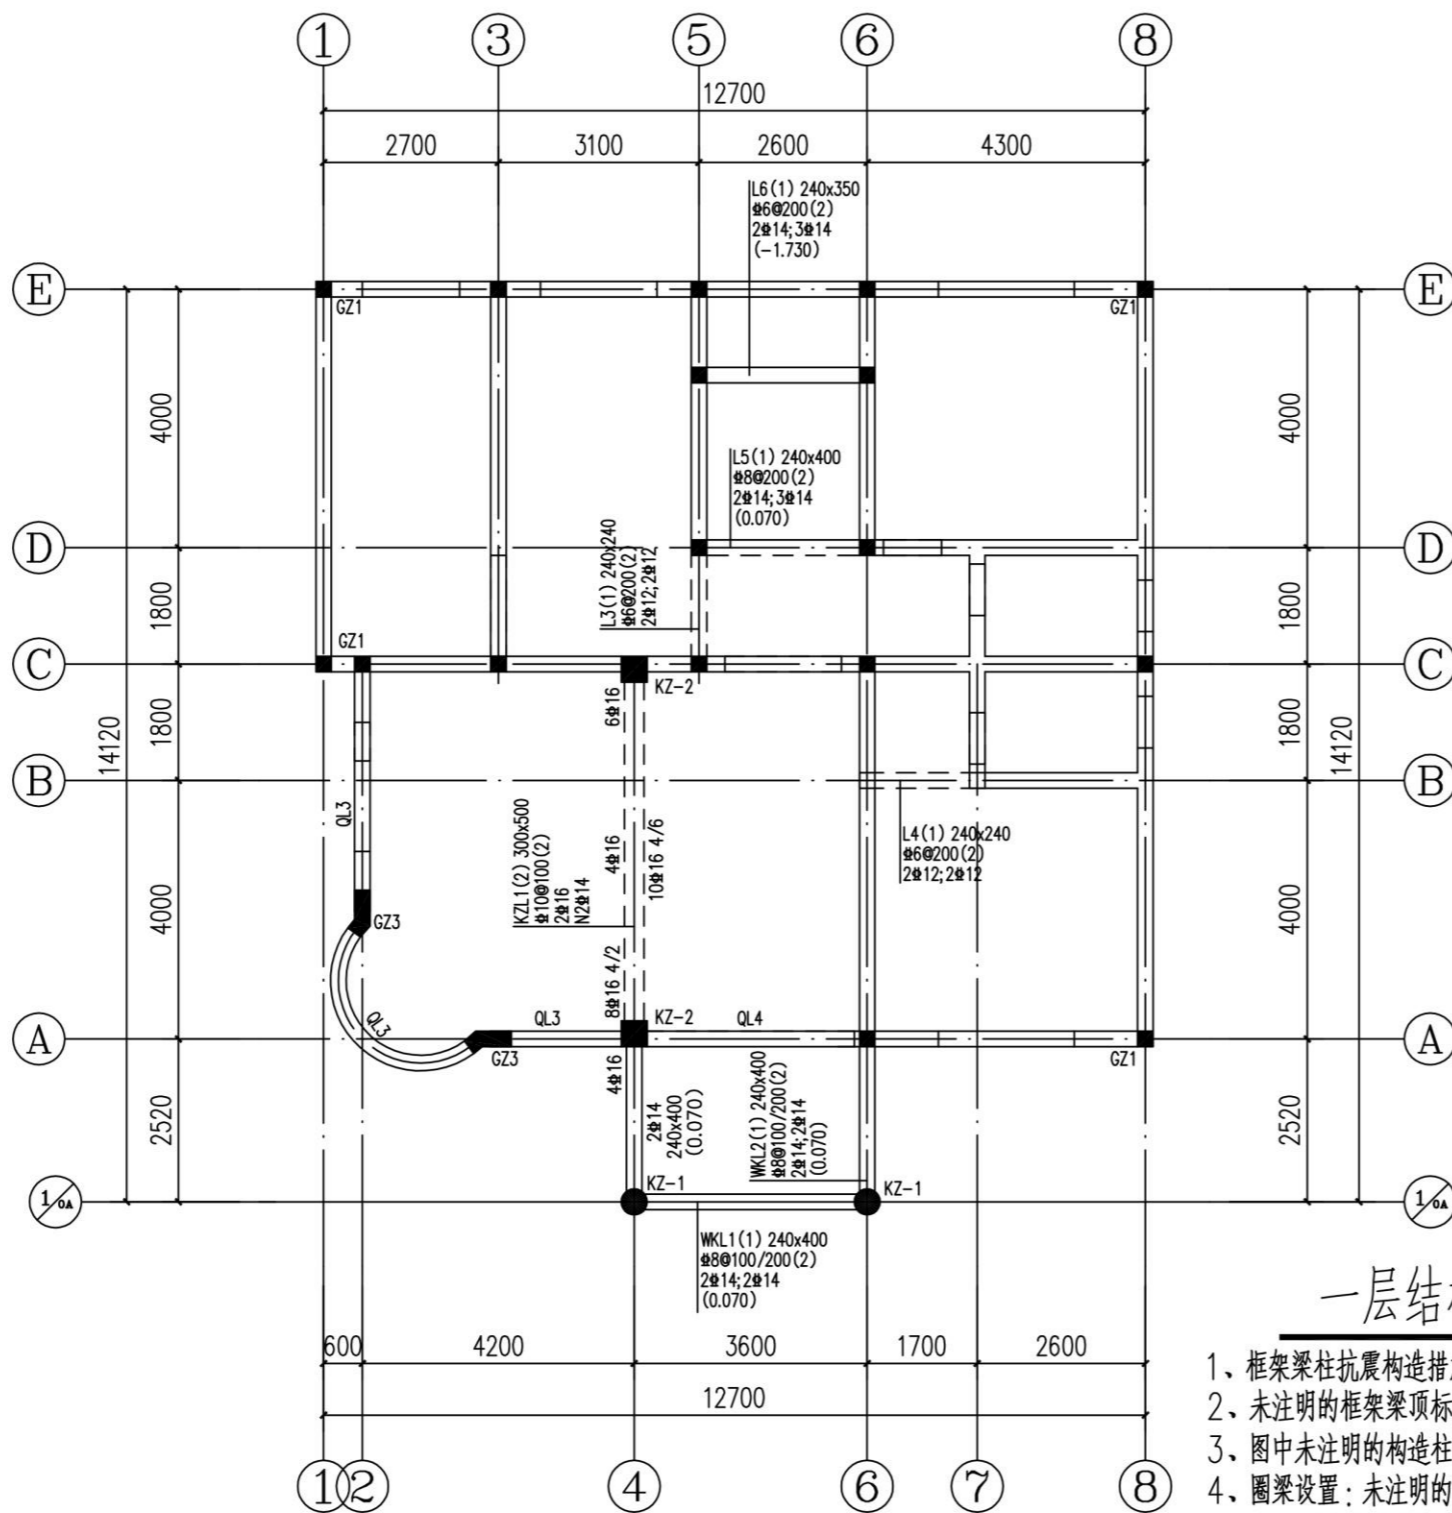 1 3 5 6 8
12700
2700 3100 2600 4300
L6(1) 240x350
⌀6@200(2)
2⌀14;3⌀14
(-1.730)
E E
GZ1 GZ1
4000 4000
L5(1) 240x400
⌀8@200(2)
2⌀14;3⌀14
(0.070)
D D
L3(1) 240x240
⌀6@200(2)
2⌀12;2⌀12
1800 1800
GZ1
C C
KZ-2
6⌀16
1800 1800
14120 14120
B B
QL3
KZL1(2) 300x500
⌀10@100(2)
2⌀16
N2⌀14
4⌀16
10⌀16 4/6
L4(1) 240x240
⌀6@200(2)
2⌀12;2⌀12
4000 4000
GZ3
8⌀16 4/2
QL3
QL3 KZ-2 QL4
A A
GZ3 GZ1
4⌀16
2⌀14
240x400
(0.070)
WKL2(1) 240x400
⌀8@100/200(2)
2⌀14;2⌀14
(0.070)
2520 2520
KZ-1 KZ-1
1/0A 1/0A
WKL1(1) 240x400
⌀8@100/200(2)
2⌀14;2⌀14
(0.070)
一层结
600 4200 3600 1700 2600
12700
1、框架梁柱抗震构造措
2、未注明的框架梁顶标
3、图中未注明的构造柱
4、圈梁设置:未注明的
1 2 4 6 7 8